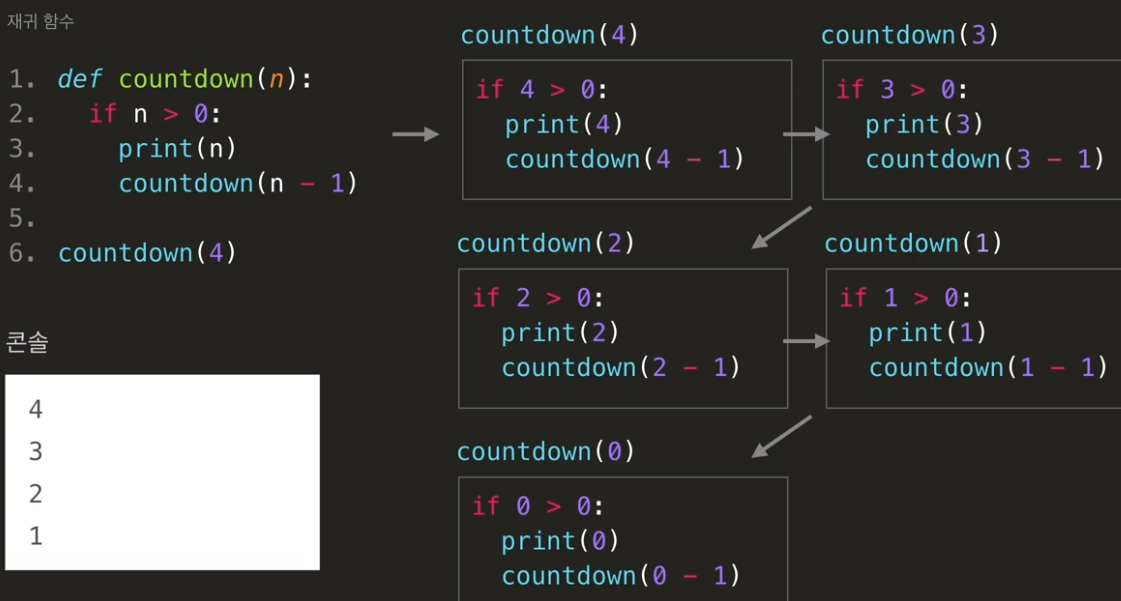 재귀 함수
1. def countdown(n):
2. if n > 0:
3. print(n)
4. countdown(n - 1)
5.
6. countdown(4)
콘솔
4
3
2
1
countdown(4)
if 4 > 0:
print(4)
countdown(4 - 1)
countdown(3)
if 3 > 0:
print(3)
countdown(3 - 1)
countdown(2)
if 2 > 0:
print(2)
countdown(2 - 1)
countdown(1)
if 1 > 0:
print(1)
countdown(1 - 1)
countdown(0)
if 0 > 0:
print(0)
countdown(0 - 1)